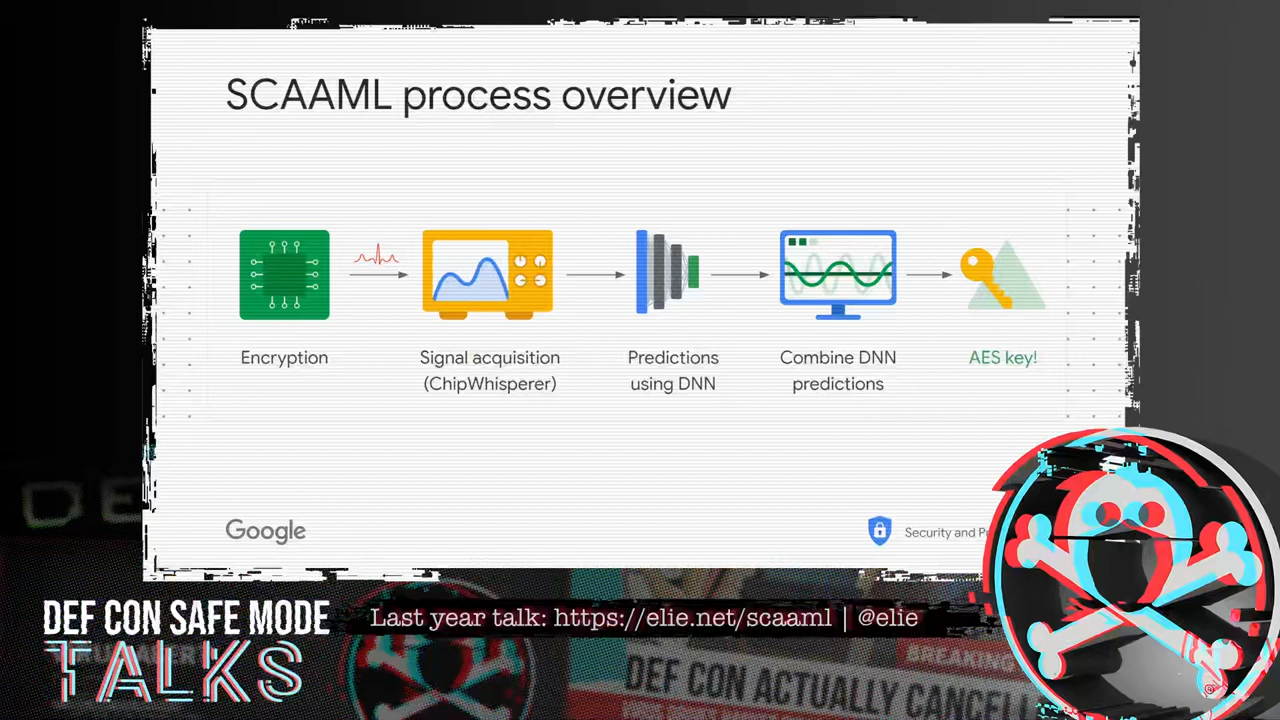 SCAAML process overview
Encryption
Signal acquisition
(ChipWhisperer)
Predictions
using DNN
Combine DNN
predictions
AES key!
Google
Security and
DEF CON SAFE MODE
TALKS
Last year talk: https://elie.net/scaaml | @elie
BREAKING
DEF CON ACTUALLY